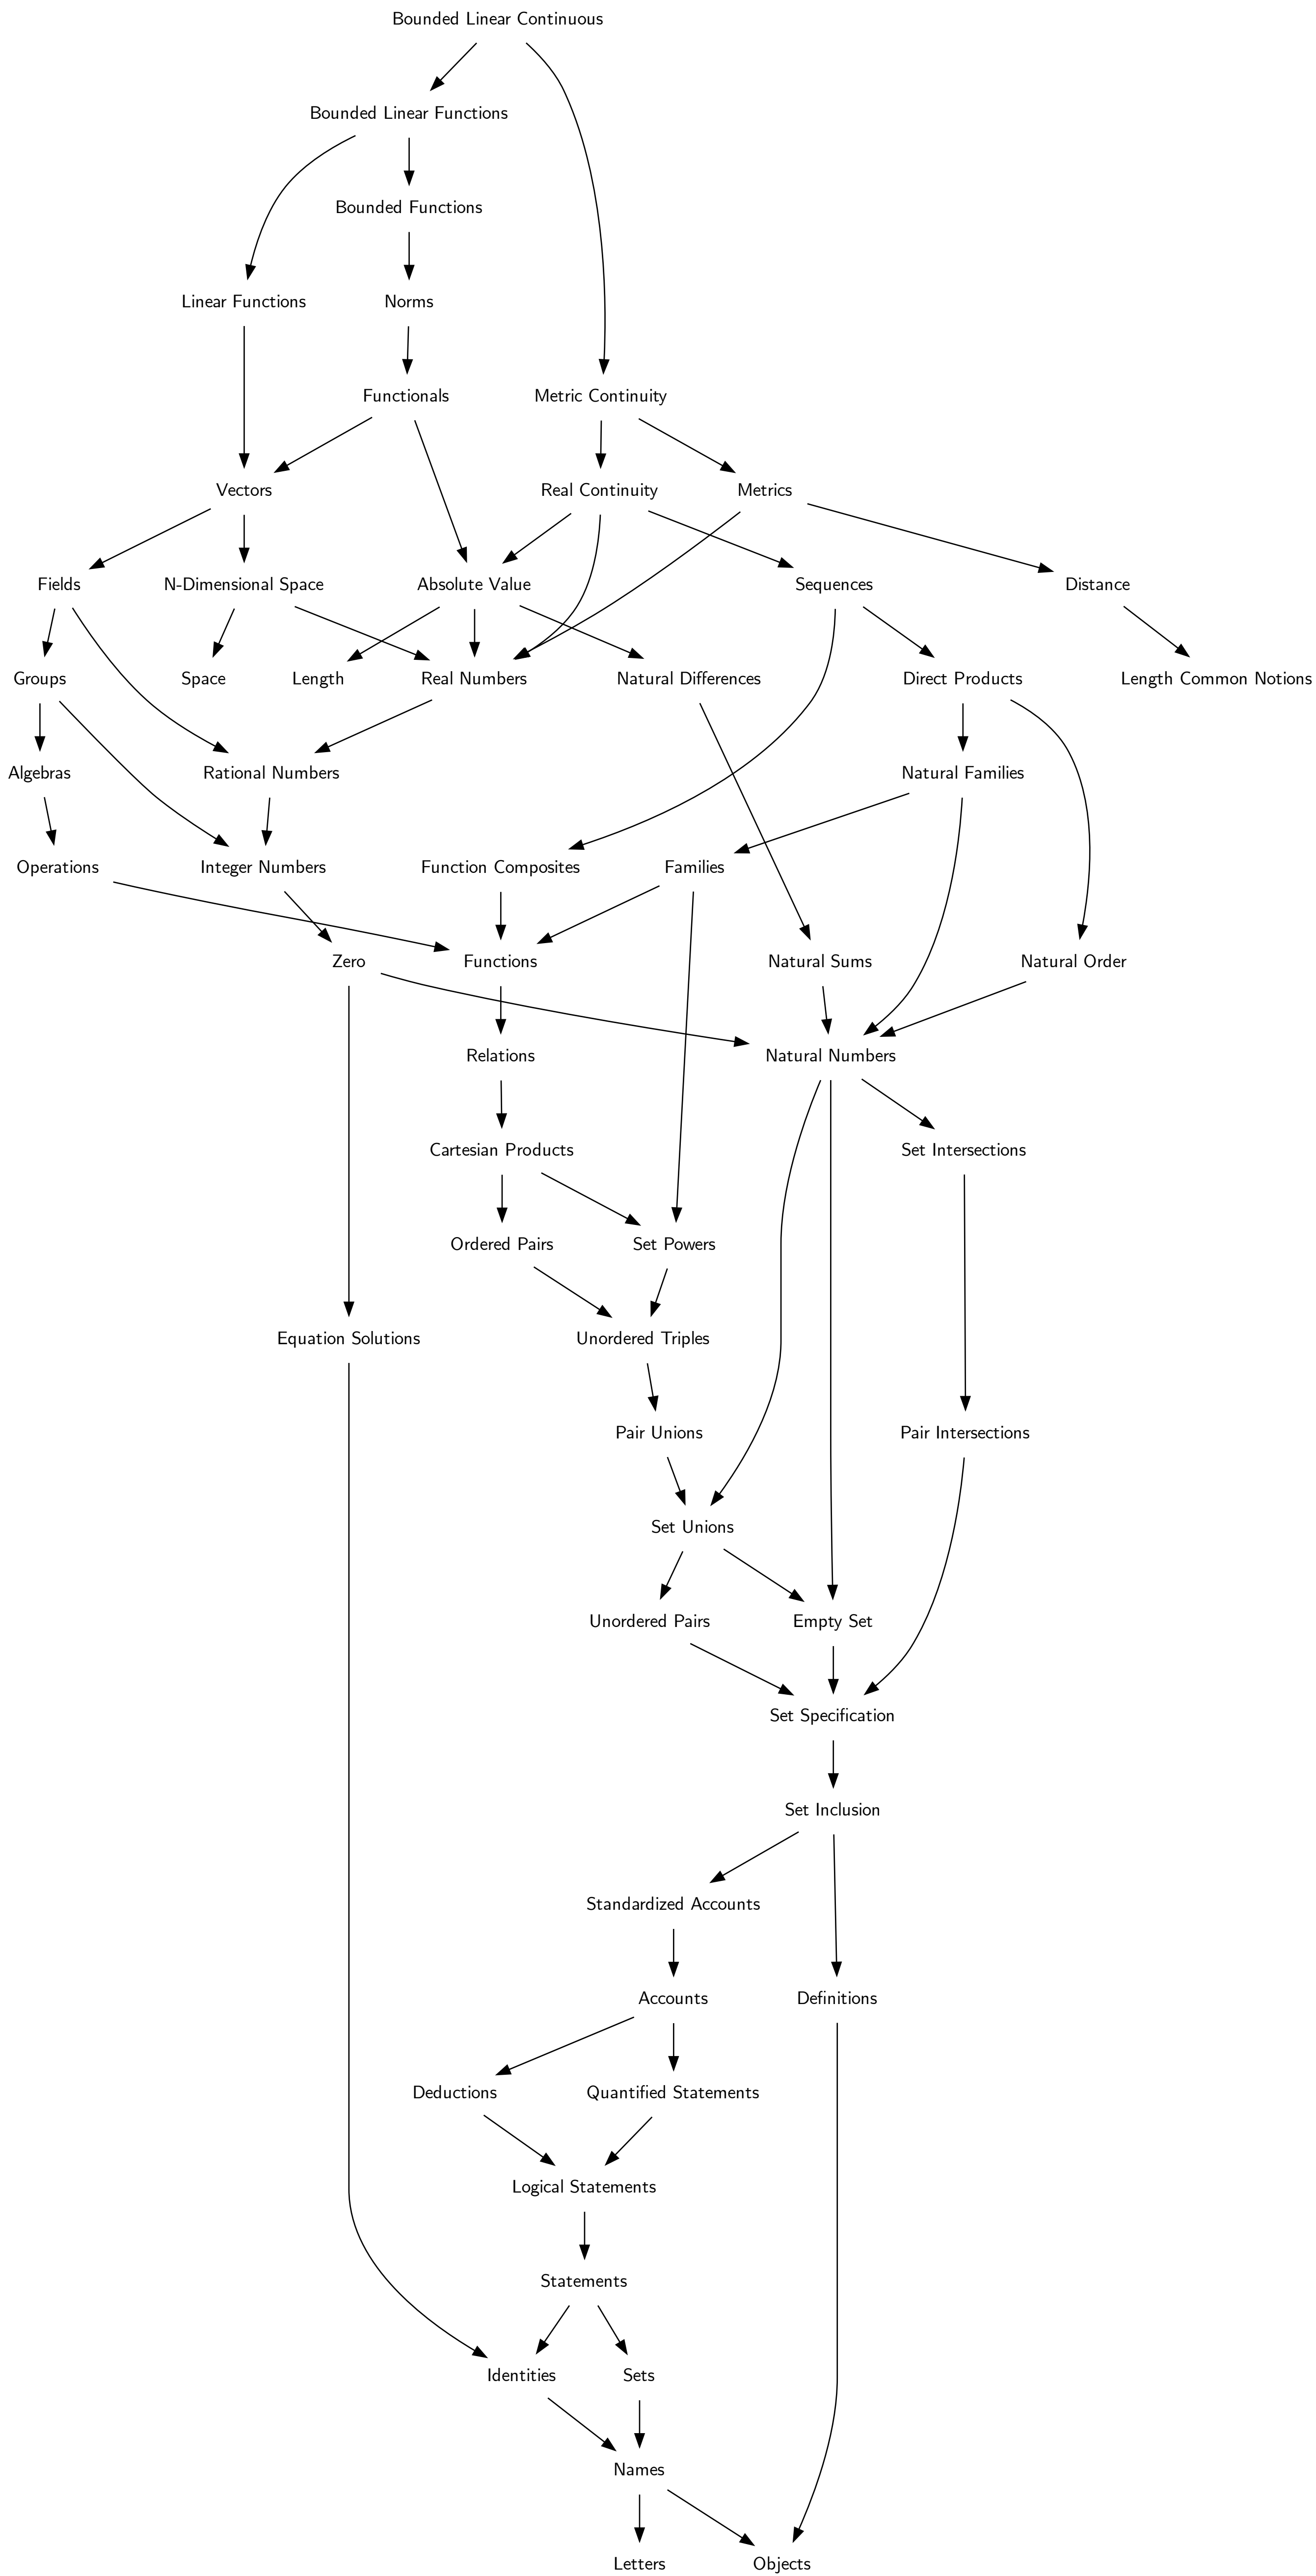 Bounded Linear Continuous
Bounded Linear Functions
Bounded Functions
Linear Functions
Norms
Functionals
Metric Continuity
Vectors
Real Continuity
Metrics
Fields
N-Dimensional Space
Absolute Value
Sequences
Distance
Groups
Space
Length
Real Numbers
Natural Differences
Direct Products
Length Common Notions
Algebras
Rational Numbers
Natural Families
Operations
Integer Numbers
Function Composites
Families
Zero
Functions
Natural Sums
Natural Order
Relations
Natural Numbers
Cartesian Products
Set Intersections
Ordered Pairs
Set Powers
Equation Solutions
Unordered Triples
Pair Unions
Pair Intersections
Set Unions
Unordered Pairs
Empty Set
Set Specification
Set Inclusion
Standardized Accounts
Accounts
Definitions
Deductions
Quantified Statements
Logical Statements
Statements
Identities
Sets
Names
Letters
Objects